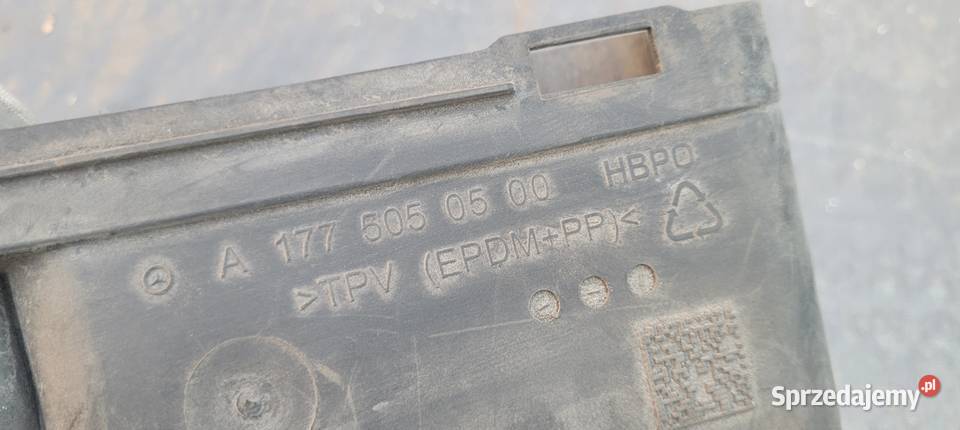 A 177 505 05 00 HBPO
>TPV (EPDM+PP)<
Sprzedajemy.pl